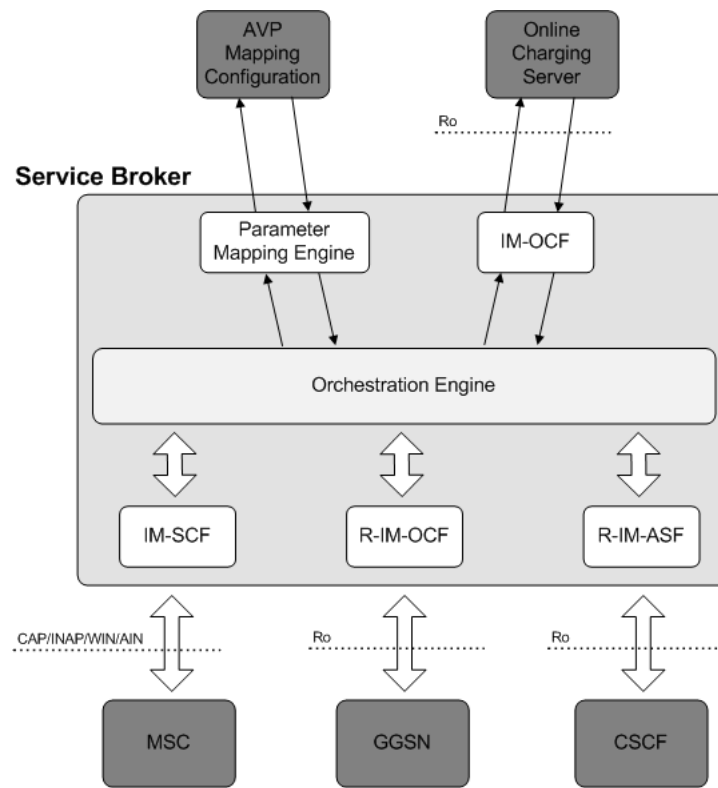 AVP
Mapping
Configuration
Online
Charging
Server
Ro
Service Broker
Parameter
Mapping Engine
IM-OCF
Orchestration Engine
IM-SCF
R-IM-OCF
R-IM-ASF
CAP/INAP/WIN/AIN
Ro
Ro
MSC
GGSN
CSCF